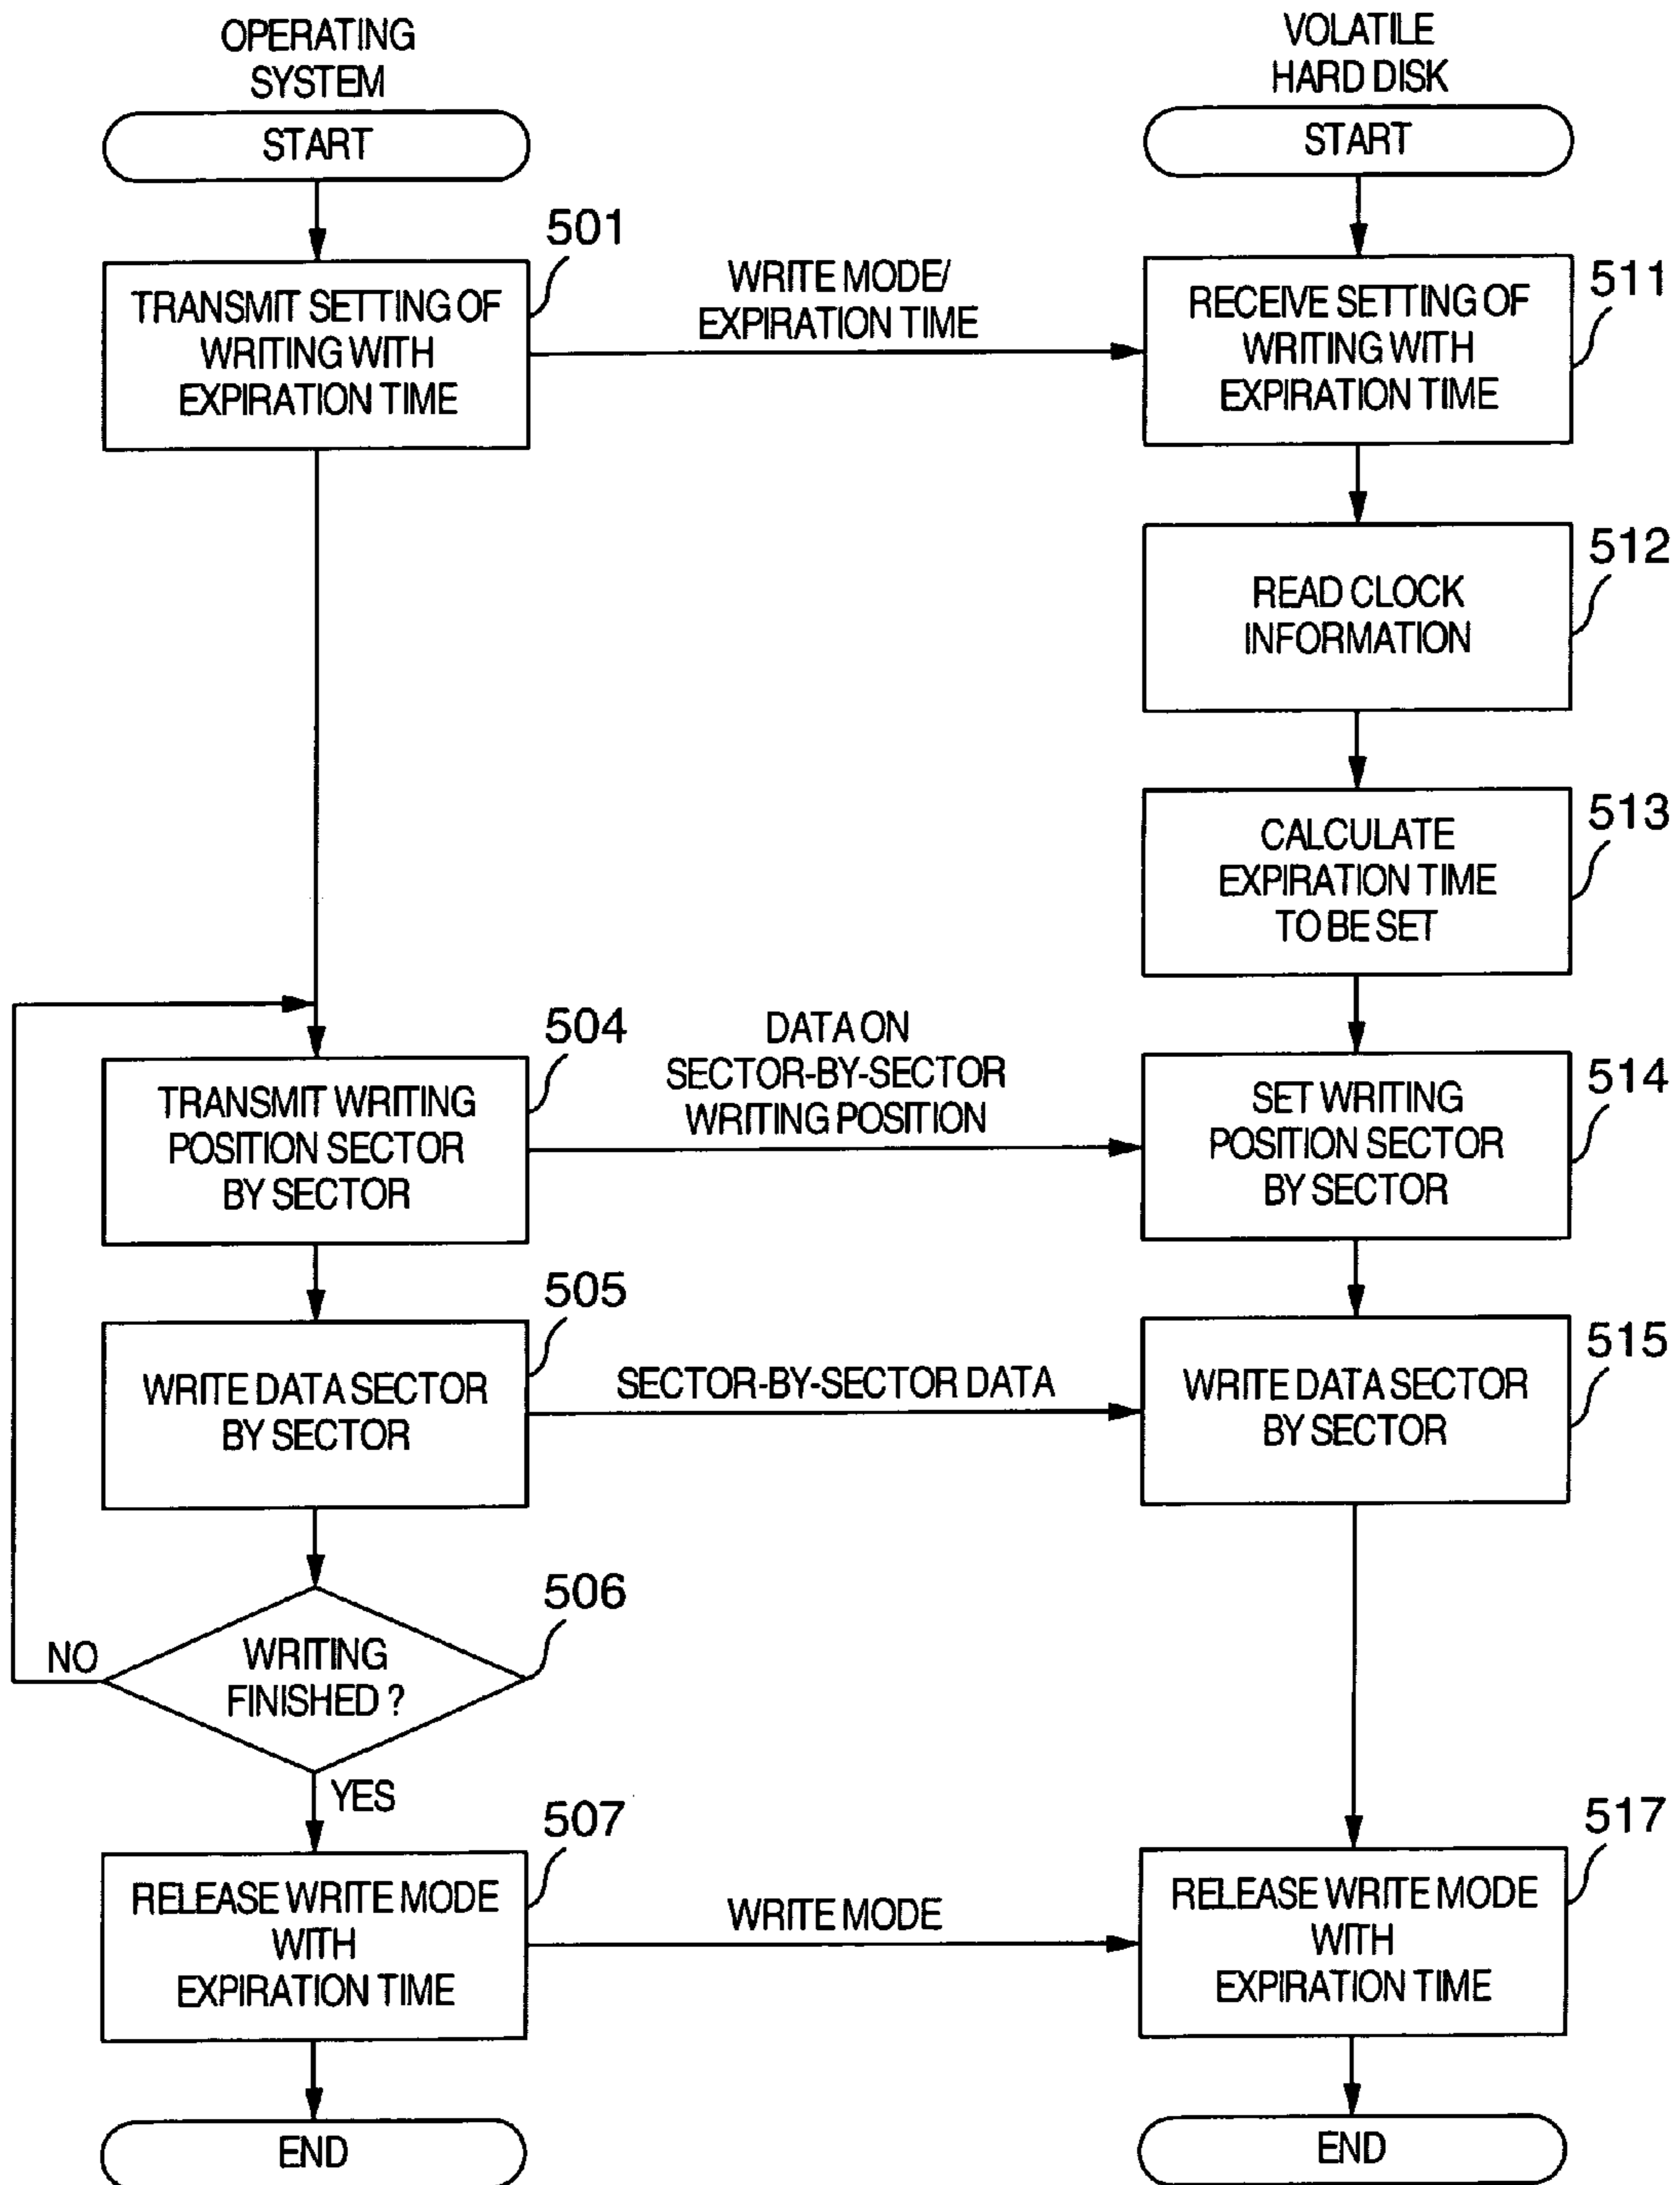 OPERATING
SYSTEM
START
501
TRANSMIT SETTING OF
WRITING WITH
EXPIRATION TIME
WRITE MODE/
EXPIRATION TIME
VOLATILE
HARD DISK
START
511
RECEIVE SETTING OF
WRITING WITH
EXPIRATION TIME
512
READ CLOCK
INFORMATION
513
CALCULATE
EXPIRATION TIME
TO BE SET
504
TRANSMIT WRITING
POSITION SECTOR
BY SECTOR
DATA ON
SECTOR-BY-SECTOR
WRITING POSITION
514
SET WRITING
POSITION SECTOR
BY SECTOR
505
WRITE DATA SECTOR
BY SECTOR
SECTOR-BY-SECTOR DATA
515
WRITE DATA SECTOR
BY SECTOR
506
WRITING
FINISHED ?
NO
YES
507
RELEASE WRITE MODE
WITH
EXPIRATION TIME
WRITE MODE
517
RELEASE WRITE MODE
WITH
EXPIRATION TIME
END
END